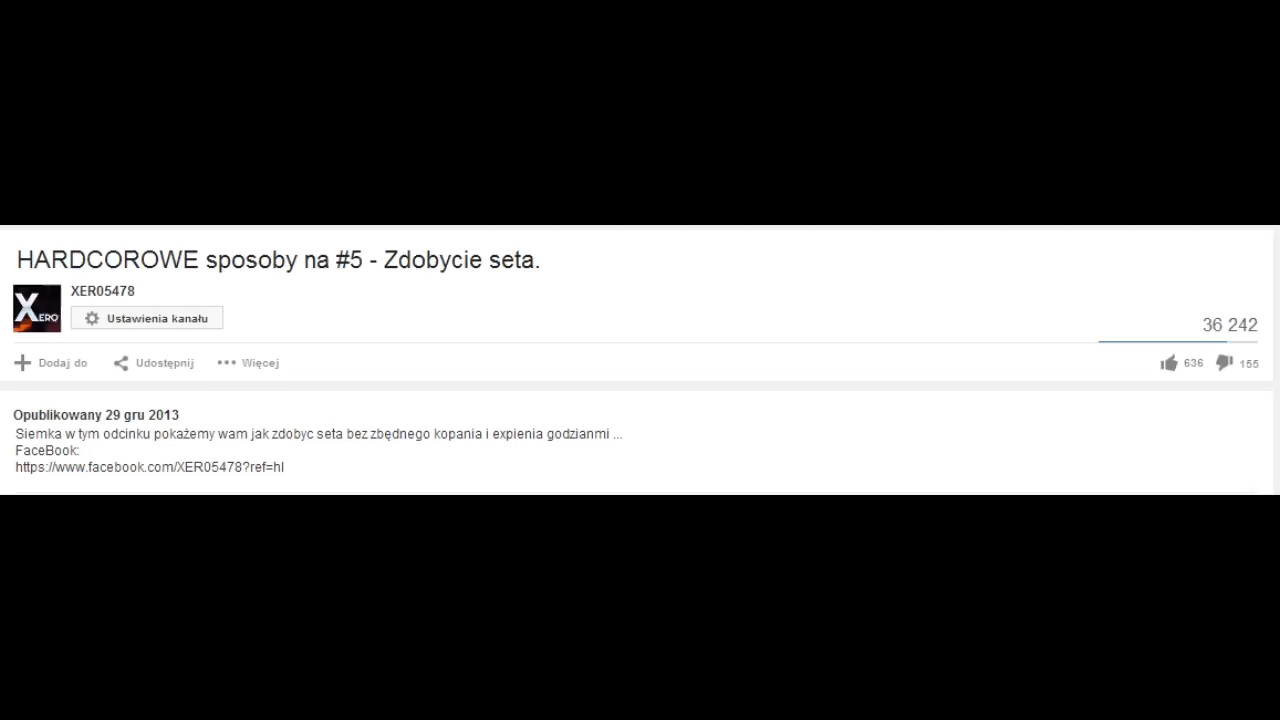 HARDCOROWE sposoby na #5 - Zdobycie seta.
XERO
XER05478
Ustawienia kanału
36 242
Dodaj do Udostępnij Więcej 636 155
Opublikowany 29 gru 2013
Siemka w tym odcinku pokażemy wam jak zdobyc seta bez zbędnego kopania i expienia godzianmi ...
FaceBook:
https://www.facebook.com/XER05478?ref=hl